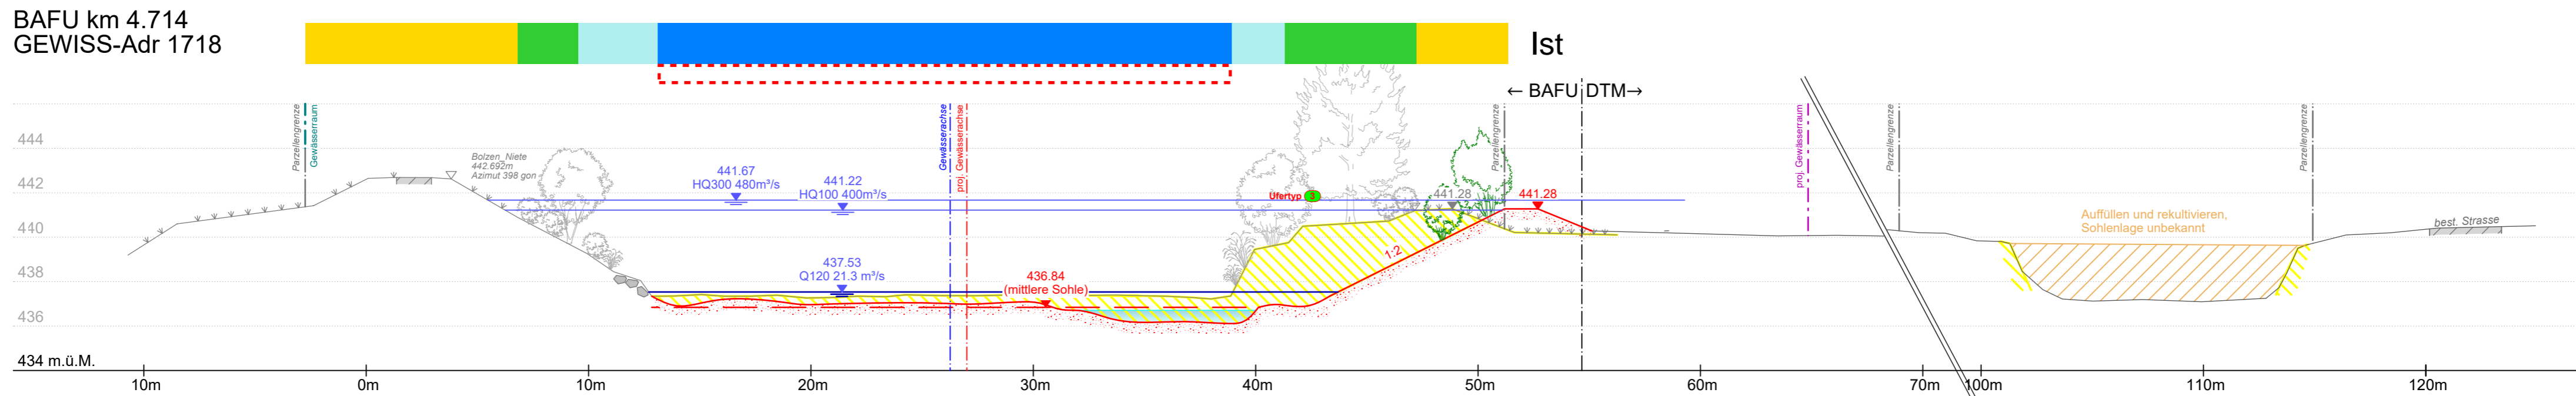 BAFU km 4.714
GEWISS-Adr 1718
Ist
← BAFU DTM→
Parzellengrenze
Gewässerraum
Bolzen_Niete
442.692m
Azimut 398 gon
441.67
HQ300 480m³/s
441.22
HQ100 400m³/s
Gewässerachse
proj. Gewässerachse
Ufertyp 3
441.28
Parzellengrenze
441.28
proj. Gewässerraum
Parzellengrenze
Parzellengrenze
Auffüllen und rekultivieren,
Sohlenlage unbekannt
best. Strasse
437.53
Q120 21.3 m³/s
436.84
(mittlere Sohle)
1:2
444
442
440
438
436
434 m.ü.M.
10m
0m
10m
20m
30m
40m
50m
60m
70m
100m
110m
120m